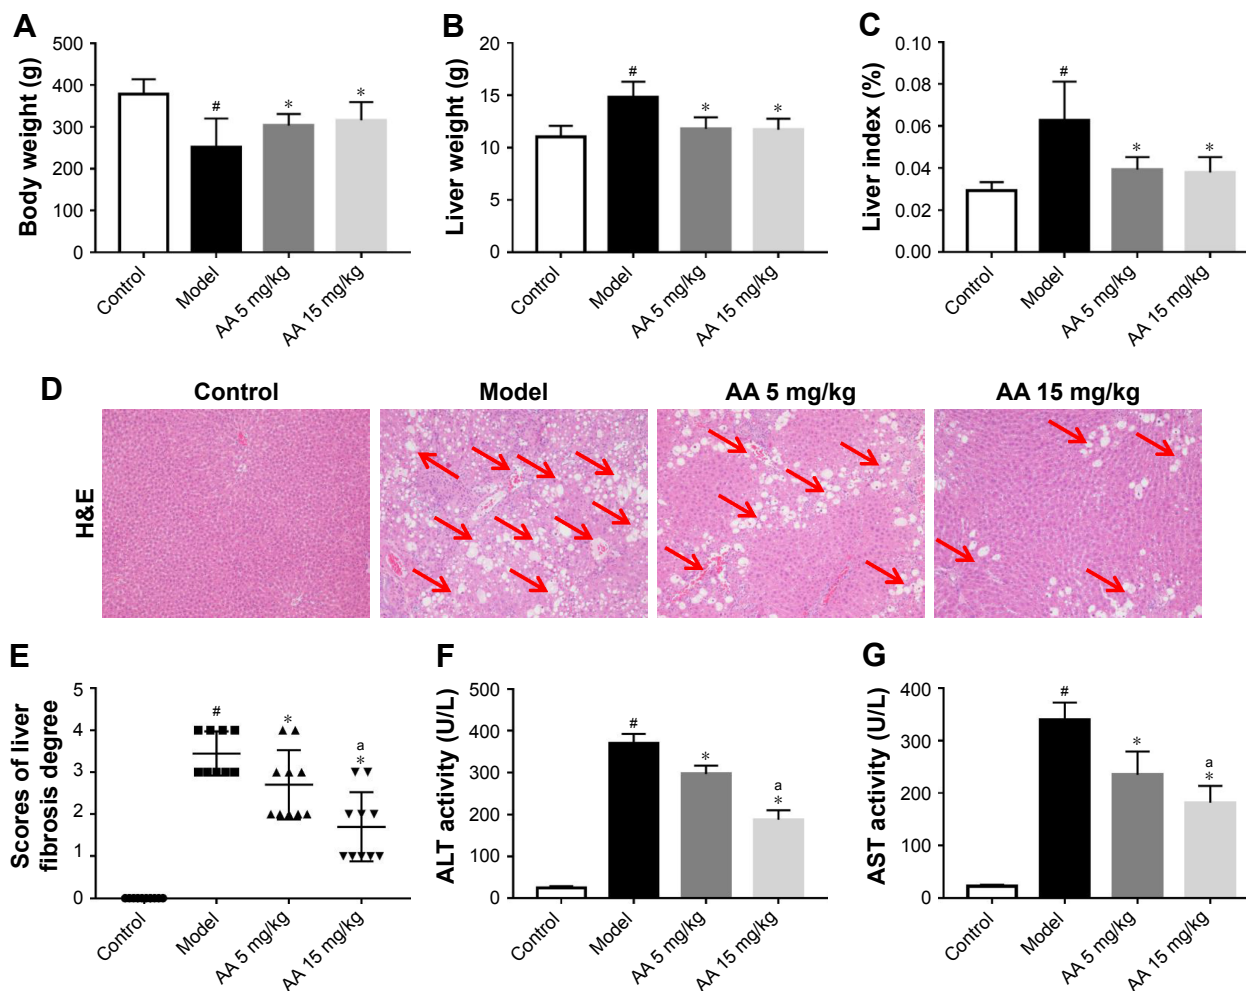 A
Body weight (g)
500
400
300
200
100
0
#
*
*
Control
Model
AA 5 mg/kg
AA 15 mg/kg
B
Liver weight (g)
20
15
10
5
0
#
*
*
Control
Model
AA 5 mg/kg
AA 15 mg/kg
C
Liver index (%)
0.10
0.08
0.06
0.04
0.02
0.00
#
*
*
Control
Model
AA 5 mg/kg
AA 15 mg/kg
D
Control
Model
AA 5 mg/kg
AA 15 mg/kg
H&E
E
Scores of liver
fibrosis degree
5
4
3
2
1
0
#
*
a
*
Control
Model
AA 5 mg/kg
AA 15 mg/kg
F
ALT activity (U/L)
500
400
300
200
100
0
#
*
a
*
Control
Model
AA 5 mg/kg
AA 15 mg/kg
G
AST activity (U/L)
400
300
200
100
0
#
*
a
*
Control
Model
AA 5 mg/kg
AA 15 mg/kg